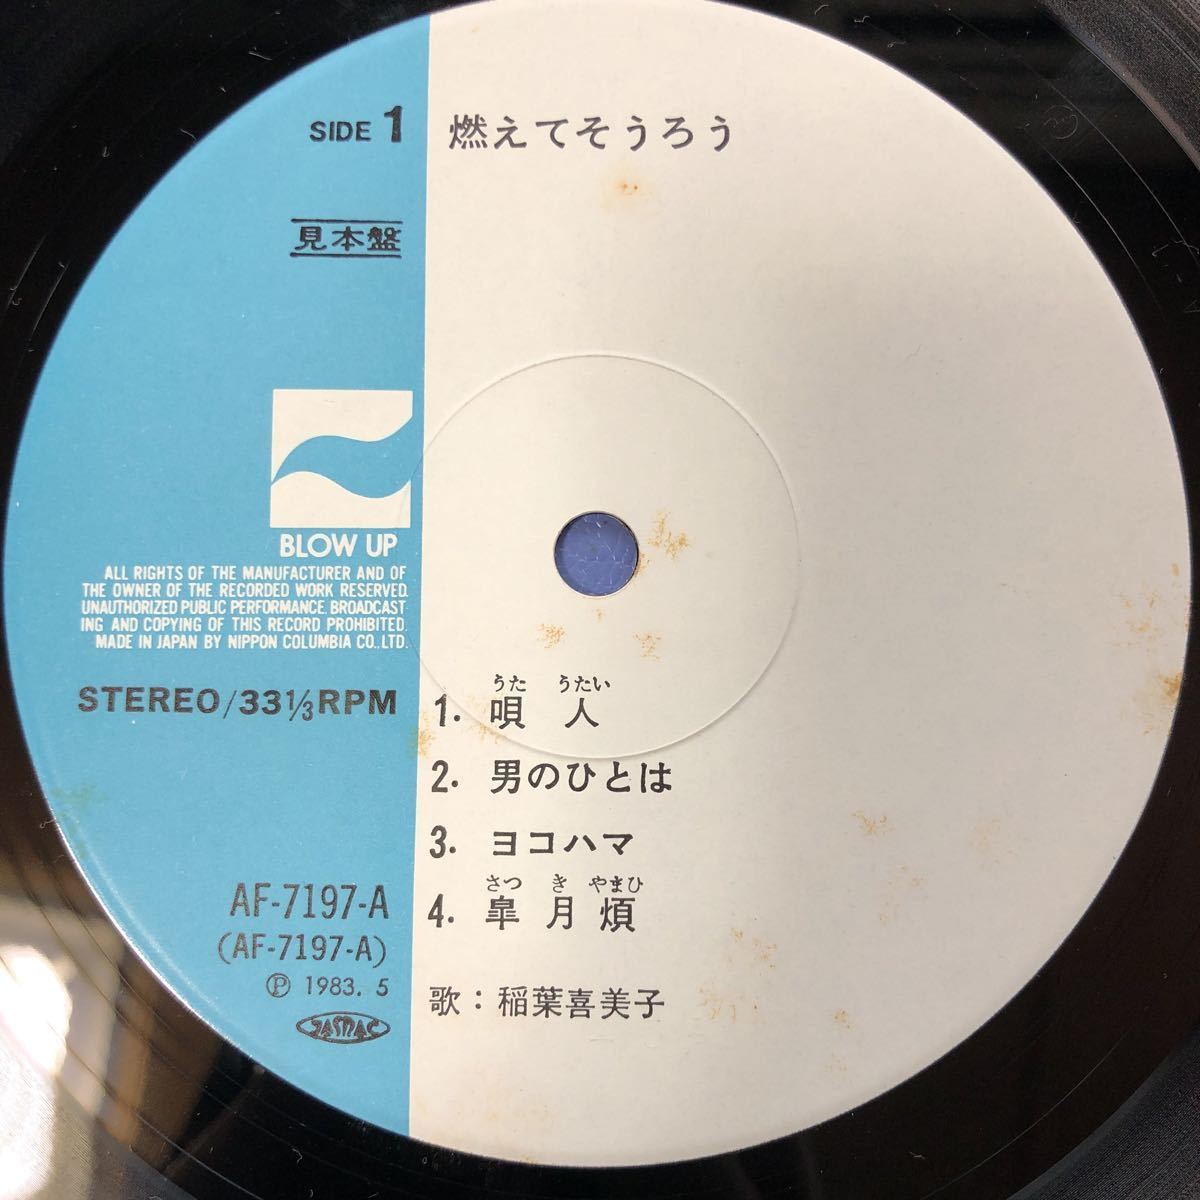 SIDE 1
燃えてそうろう
見本盤
BLOW UP
ALL RIGHTS OF THE MANUFACTURER AND OF
THE OWNER OF THE RECORDED WORK RESERVED.
UNAUTHORIZED PUBLIC PERFORMANCE. BROADCAST
ING AND COPYING OF THIS RECORD PROHIBITED.
MADE IN JAPAN BY NIPPON COLUMBIA CO., LTD.
STEREO/33⅓RPM
うた うたい
1. 唄 人
2. 男のひとは
3. ヨコハマ
さつ き やまひ
4. 皐月煩
AF-7197-A
(AF-7197-A)
Ⓟ 1983. 5
JASRAC
歌：稲葉喜美子